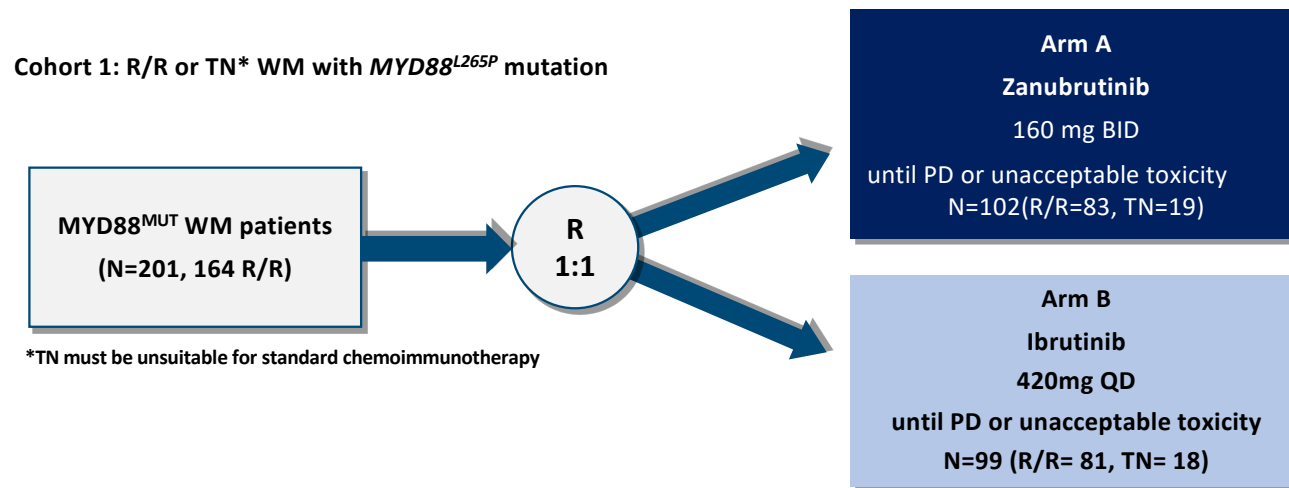 Cohort 1: R/R or TN* WM with MYD88L265P mutation
MYD88MUT WM patients
(N=201, 164 R/R)
*TN must be unsuitable for standard chemoimmunotherapy
R
1:1
Arm A
Zanubrutinib
160 mg BID
until PD or unacceptable toxicity
N=102(R/R=83, TN=19)
Arm B
Ibrutinib
420mg QD
until PD or unacceptable toxicity
N=99 (R/R= 81, TN= 18)